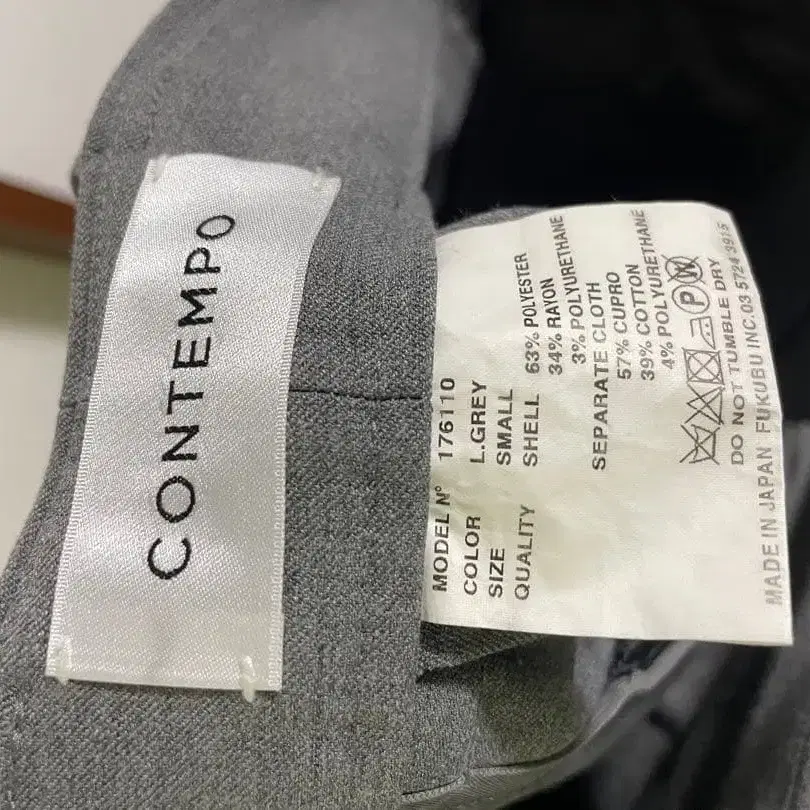 CONTEMPO
MODEL N° 176110
COLOR L.GREY
SIZE SMALL
QUALITY SHELL 63% POLYESTER
34% RAYON
3% POLYURETHANE
SEPARATE CLOTH
57% CUPRO
39% COTTON
4% POLYURETHANE
P W
DO NOT TUMBLE DRY
MADE IN JAPAN FUKUBU INC.03 5724 3915